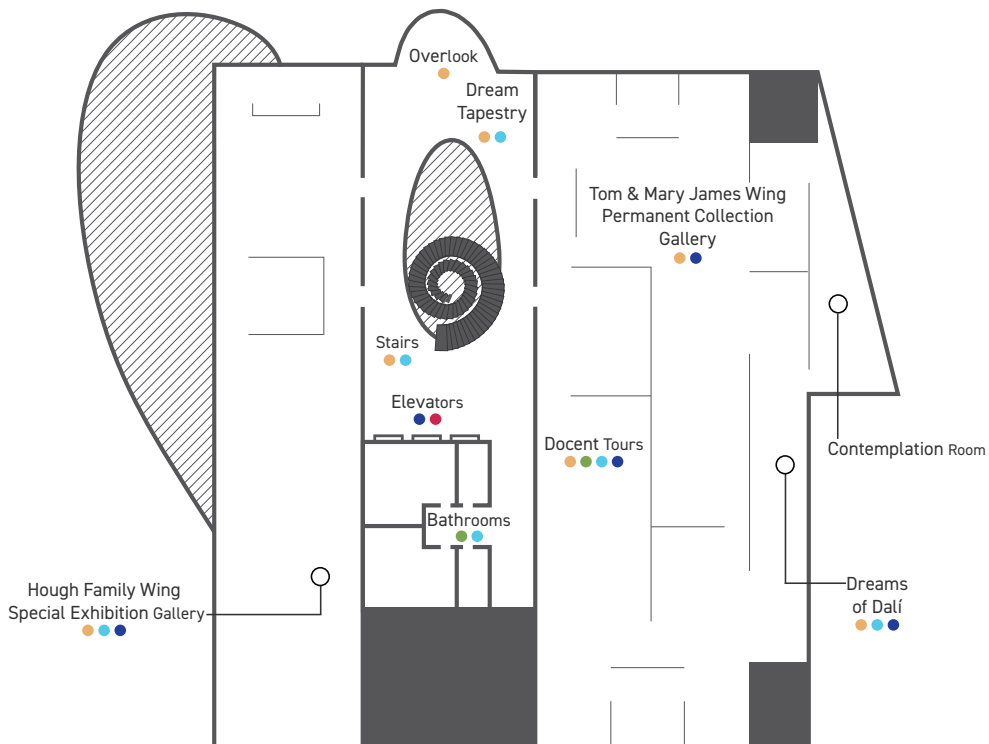 Overlook
Dream
Tapestry
Tom & Mary James Wing
Permanent Collection
Gallery
Stairs
Elevators
Docent Tours
Contemplation Room
Bathrooms
Hough Family Wing
Special Exhibition Gallery
Dreams
of Dalí